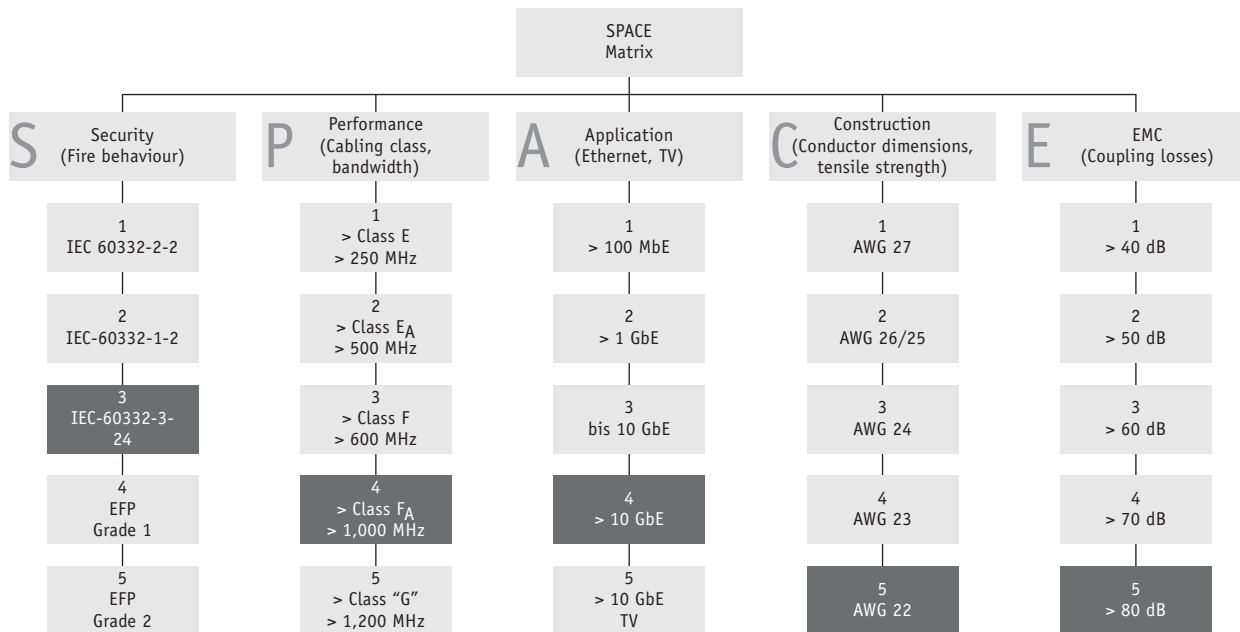 SPACE
Matrix
S
Security
(Fire behaviour)
P
Performance
(Cabling class,
bandwidth)
A
Application
(Ethernet, TV)
C
Construction
(Conductor dimensions,
tensile strength)
E
EMC
(Coupling losses)
1
IEC 60332-2-2
1
> Class E
> 250 MHz
1
> 100 MbE
1
AWG 27
1
> 40 dB
2
IEC-60332-1-2
2
> Class EA
> 500 MHz
2
> 1 GbE
2
AWG 26/25
2
> 50 dB
3
IEC-60332-3-
24
3
> Class F
> 600 MHz
3
bis 10 GbE
3
AWG 24
3
> 60 dB
4
EFP
Grade 1
4
> Class FA
> 1,000 MHz
4
> 10 GbE
4
AWG 23
4
> 70 dB
5
EFP
Grade 2
5
> Class “G”
> 1,200 MHz
5
> 10 GbE
TV
5
AWG 22
5
> 80 dB